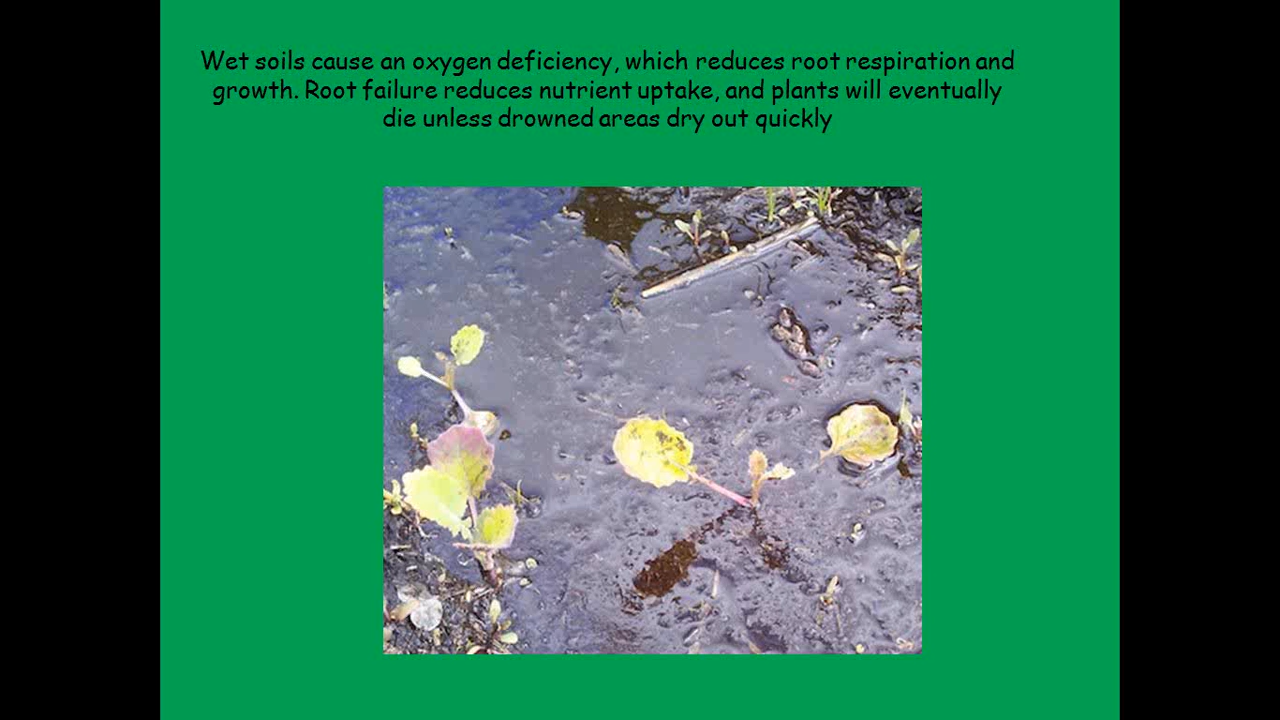 Wet soils cause an oxygen deficiency, which reduces root respiration and
growth. Root failure reduces nutrient uptake, and plants will eventually
die unless drowned areas dry out quickly